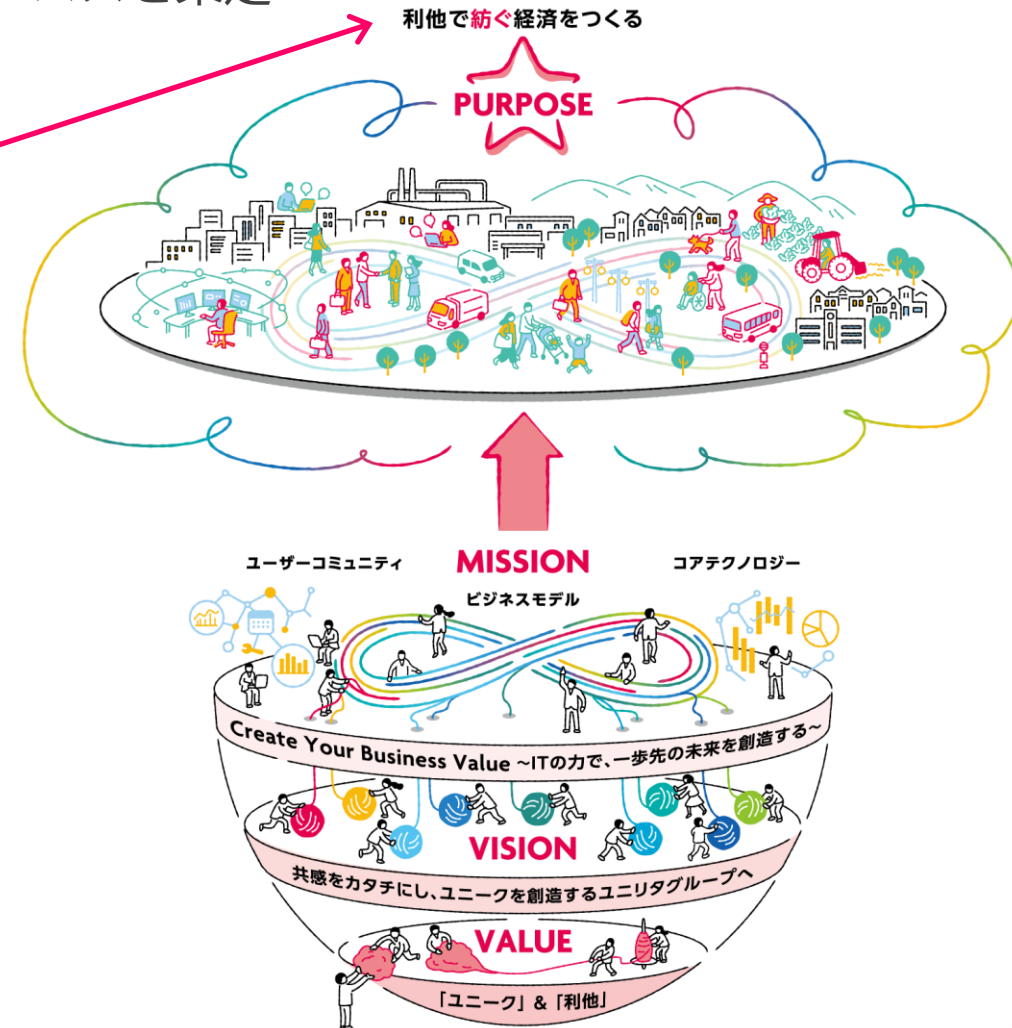 利他で紡ぐ経済をつくる
PURPOSE
MISSION
ユーザーコミュニティ
コアテクノロジー
ビジネスモデル
Create Your Business Value ～ITの力で、一歩先の未来を創造する～
VISION
共感をカタチにし、ユニークを創造するユニリタグループへ
VALUE
「ユニーク」&「利他」